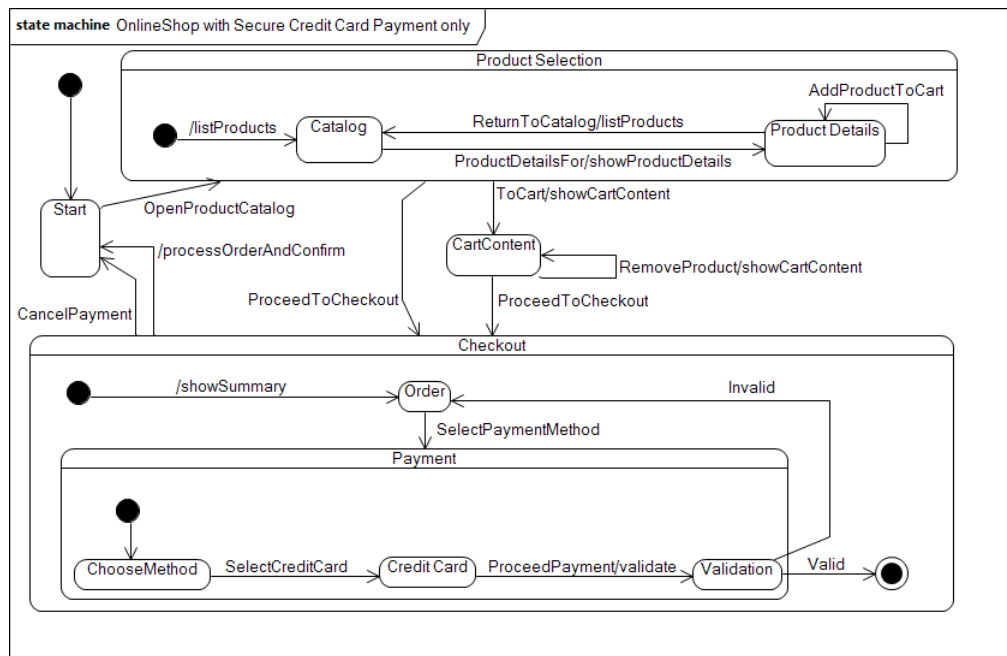 state machine OnlineShop with Secure Credit Card Payment only
Product Selection
AddProductToCart
/listProducts
Catalog
ReturnToCatalog/listProducts
Product Details
ProductDetailsFor/showProductDetails
Start
OpenProductCatalog
ToCart/showCartContent
/processOrderAndConfirm
CartContent
RemoveProduct/showCartContent
CancelPayment
ProceedToCheckout
ProceedToCheckout
Checkout
/showSummary
Order
Invalid
SelectPaymentMethod
Payment
ChooseMethod
SelectCreditCard
Credit Card
ProceedPayment/validate
Validation
Valid